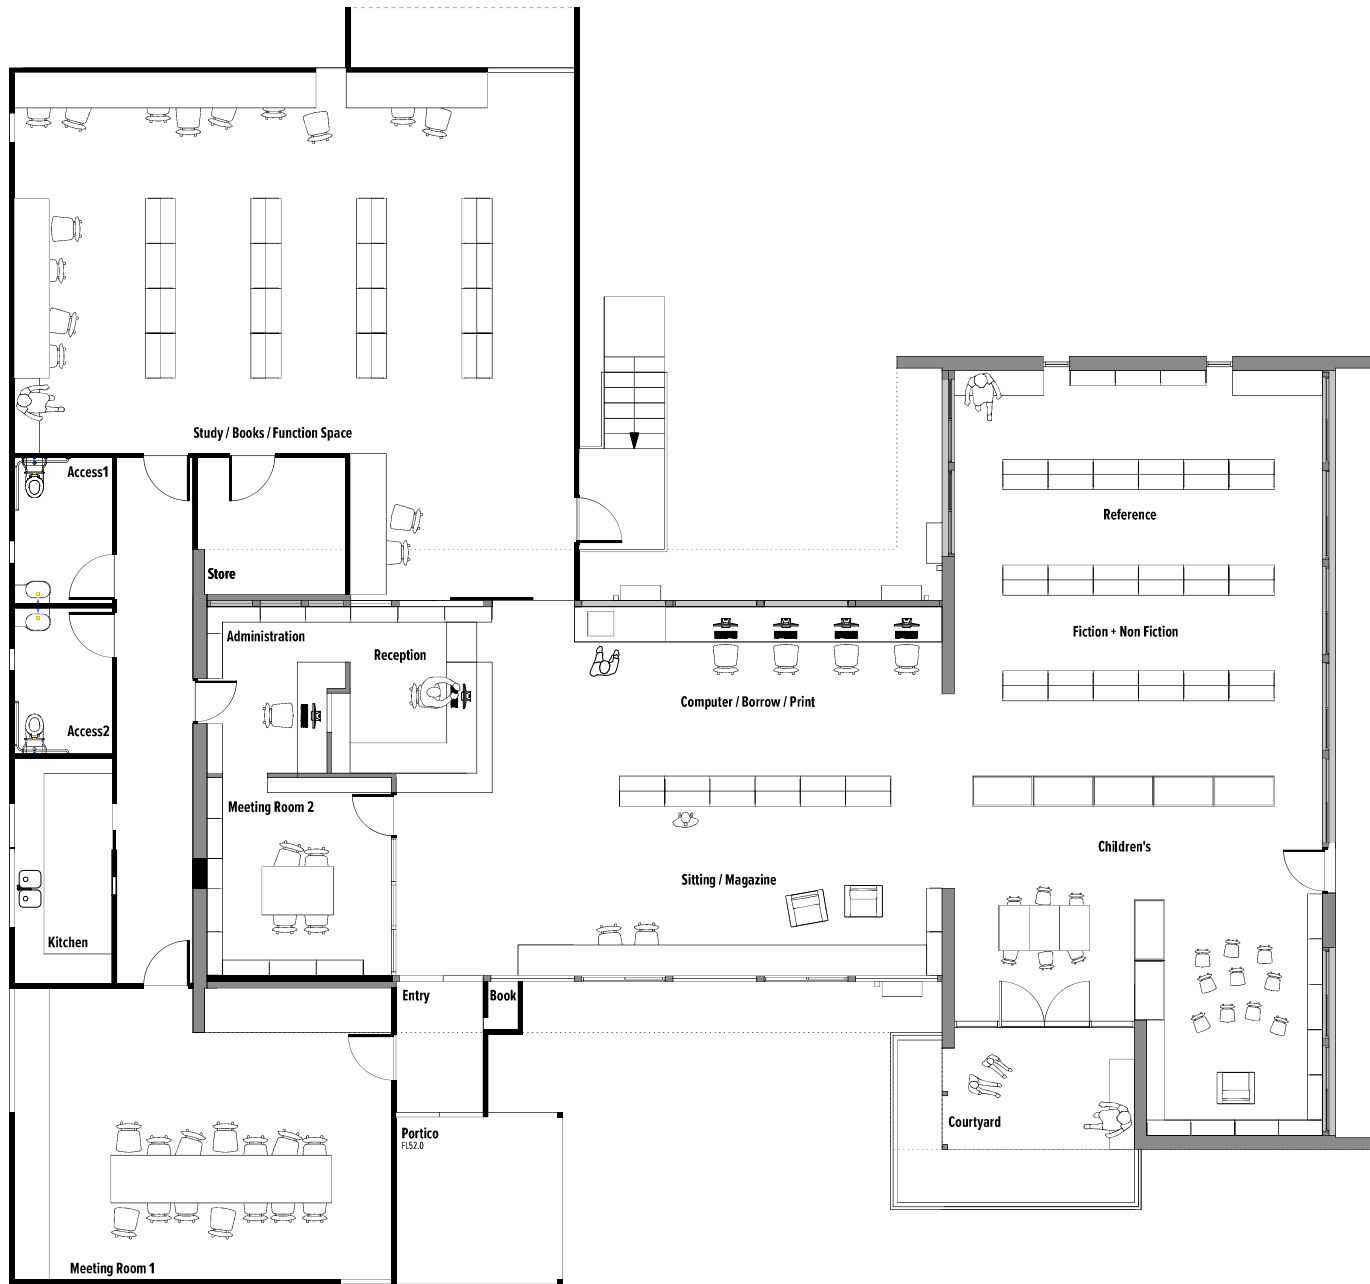 Study / Books / Function Space
Access1
Reference
Store
Administration
Reception
Fiction + Non Fiction
Computer / Borrow / Print
Access2
Meeting Room 2
Children's
Sitting / Magazine
Kitchen
Entry
Book
Courtyard
Portico
FL52.0
Meeting Room 1